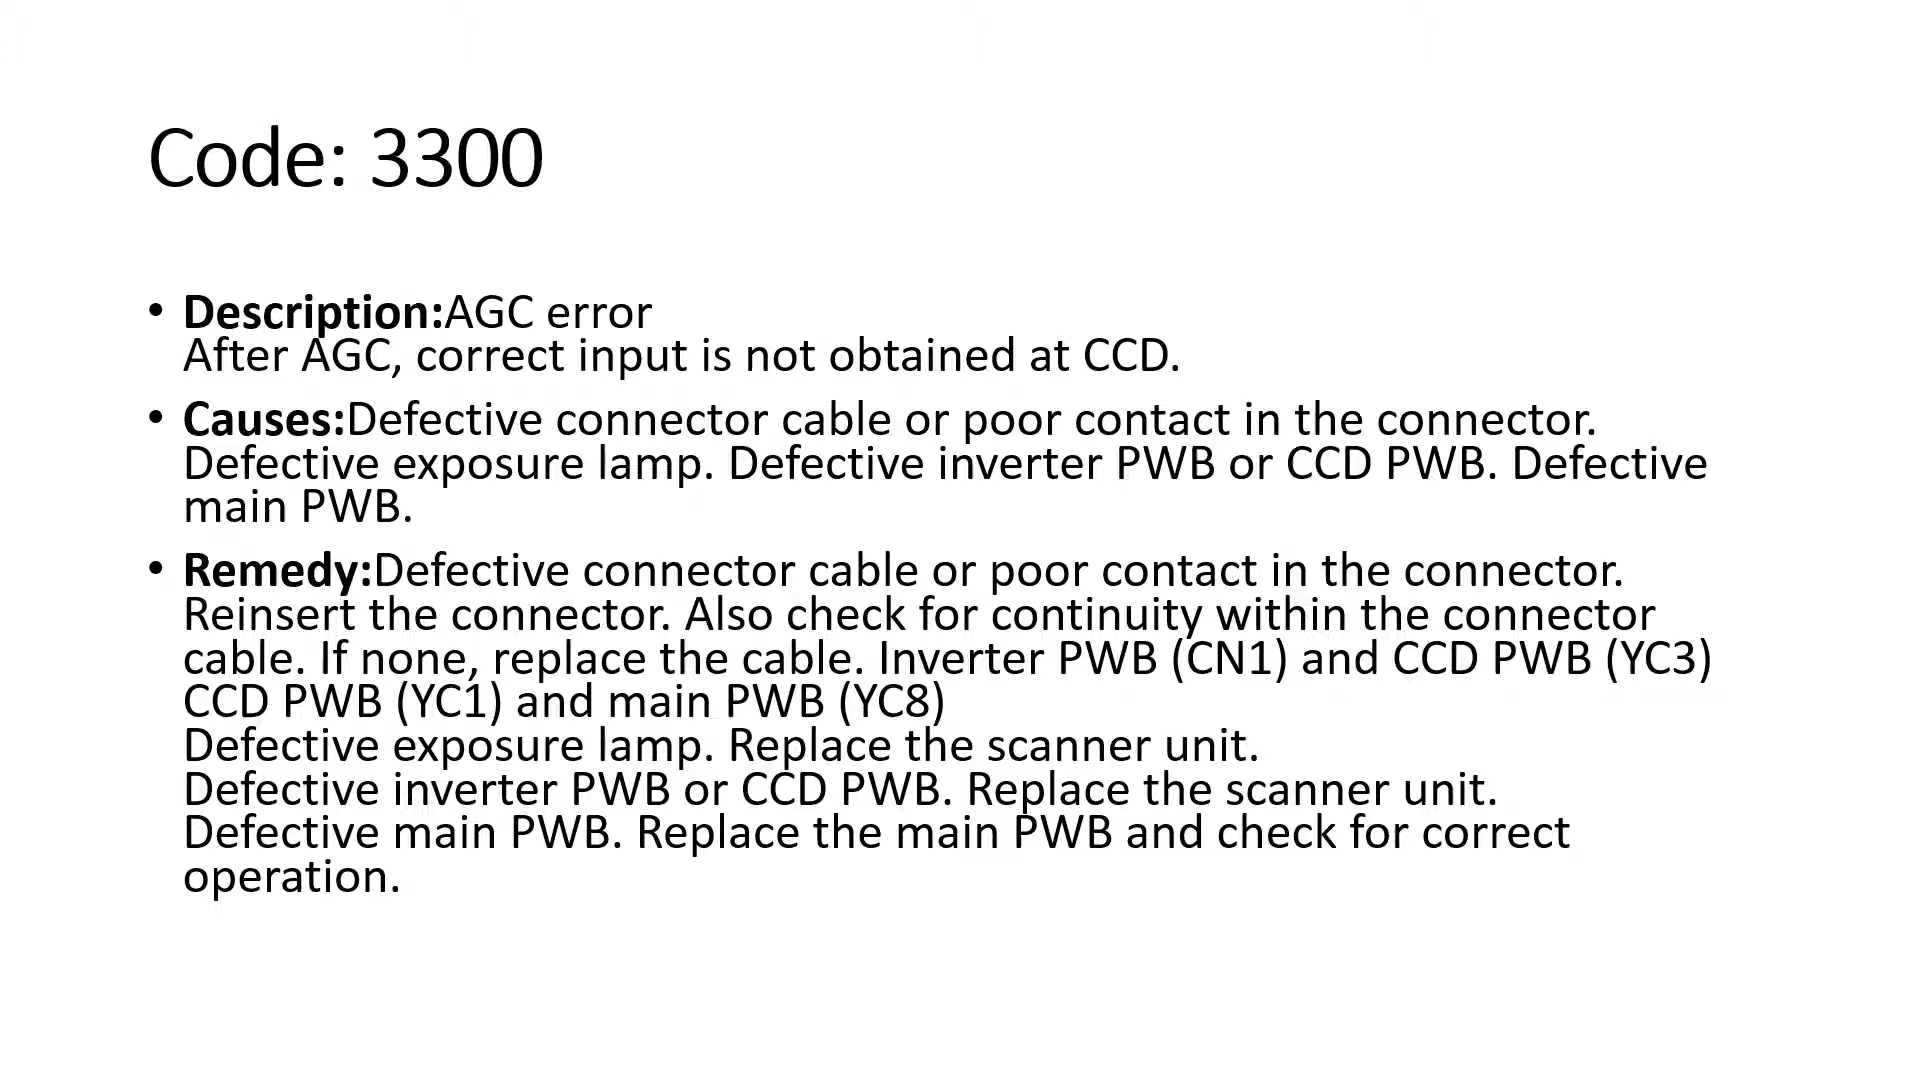 Code: 3300
• Description:AGC error
After AGC, correct input is not obtained at CCD.
• Causes:Defective connector cable or poor contact in the connector.
Defective exposure lamp. Defective inverter PWB or CCD PWB. Defective
main PWB.
• Remedy:Defective connector cable or poor contact in the connector.
Reinsert the connector. Also check for continuity within the connector
cable. If none, replace the cable. Inverter PWB (CN1) and CCD PWB (YC3)
CCD PWB (YC1) and main PWB (YC8)
Defective exposure lamp. Replace the scanner unit.
Defective inverter PWB or CCD PWB. Replace the scanner unit.
Defective main PWB. Replace the main PWB and check for correct
operation.